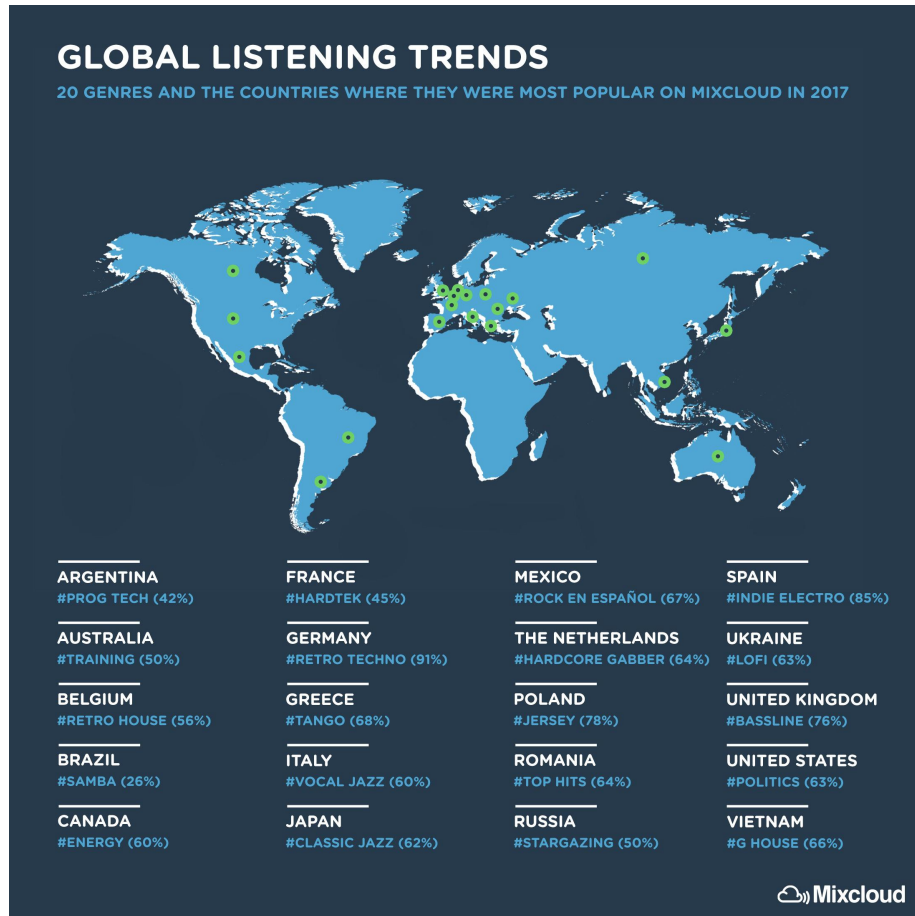 GLOBAL LISTENING TRENDS
20 GENRES AND THE COUNTRIES WHERE THEY WERE MOST POPULAR ON MIXCLOUD IN 2017
ARGENTINA
#PROG TECH (42%)
AUSTRALIA
#TRAINING (50%)
BELGIUM
#RETRO HOUSE (56%)
BRAZIL
#SAMBA (26%)
CANADA
#ENERGY (60%)
FRANCE
#HARDTEK (45%)
GERMANY
#RETRO TECHNO (91%)
GREECE
#TANGO (68%)
ITALY
#VOCAL JAZZ (60%)
JAPAN
#CLASSIC JAZZ (62%)
MEXICO
#ROCK EN ESPAÑOL (67%)
THE NETHERLANDS
#HARDCORE GABBER (64%)
POLAND
#JERSEY (78%)
ROMANIA
#TOP HITS (64%)
RUSSIA
#STARGAZING (50%)
SPAIN
#INDIE ELECTRO (85%)
UKRAINE
#LOFI (63%)
UNITED KINGDOM
#BASSLINE (76%)
UNITED STATES
#POLITICS (63%)
VIETNAM
#G HOUSE (66%)
Mixcloud